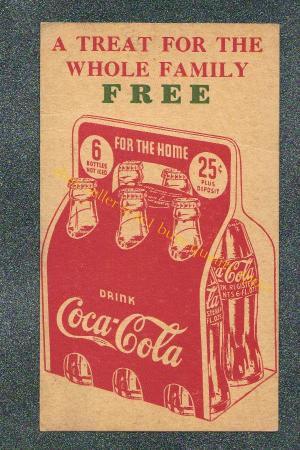 A TREAT FOR THE
WHOLE FAMILY
FREE
FOR THE HOME
6
BOTTLES
NOT ICED
25¢
PLUS
DEPOSIT
DRINK
Coca-Cola
Coca-Cola